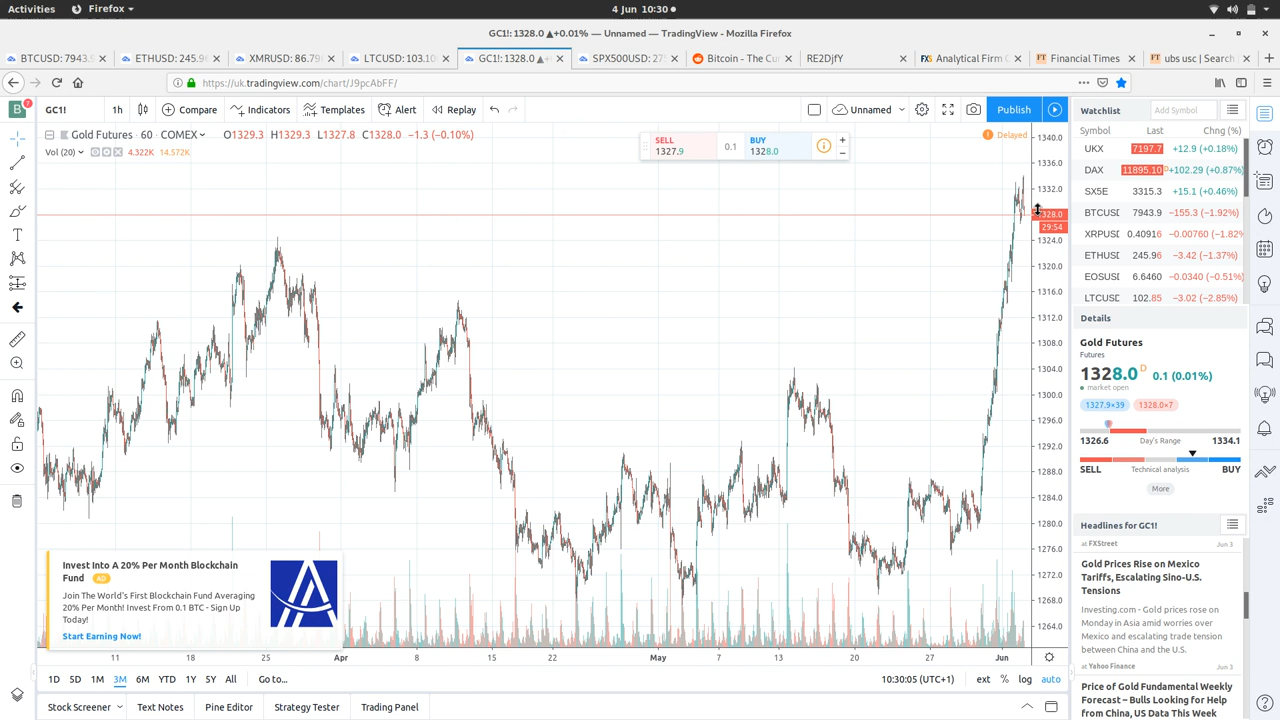 Activities
Firefox
4 Jun 10:30
GC1!: 1328.0 ▲+0.01% — Unnamed — TradingView - Mozilla Firefox
BTCUSD: 7943.9
ETHUSD: 245.96
XMRUSD: 86.79
LTCUSD: 103.10
GC1!: 1328.0 ▲+
SPX500USD: 27
Bitcoin - The Cur
RE2DJfY
Analytical Firm C
Financial Times
ubs usc | Search
https://uk.tradingview.com/chart/J9pcAbFF/
GC1!
1h
Compare
Indicators
Templates
Alert
Replay
Unnamed
Publish
Gold Futures · 60 · COMEX
O1329.3 H1329.3 L1327.8 C1328.0 −1.3 (−0.10%)
Vol (20)
4.322K 14.572K
SELL
1327.9
0.1
BUY
1328.0
Delayed
1340.0
1336.0
1332.0
1328.0
29:54
1324.0
1320.0
1316.0
1312.0
1308.0
1304.0
1300.0
1296.0
1292.0
1288.0
1284.0
1280.0
1276.0
1272.0
1268.0
1264.0
Invest Into A 20% Per Month Blockchain
Fund AD
Join The World's First Blockchain Fund Averaging
20% Per Month! Invest From 0.1 BTC - Sign Up
Today!
Start Earning Now!
11 18 25 Apr 8 15 22 May 7 13 20 27 Jun
1D 5D 1M 3M 6M YTD 1Y 5Y All Go to...
10:30:05 (UTC+1) ext % log auto
Stock Screener
Text Notes
Pine Editor
Strategy Tester
Trading Panel
Watchlist
Add Symbol
Symbol Last Chng (%)
UKX 7197.7 +12.9 (+0.18%)
DAX 11895.10 D +102.29 (+0.87%)
SX5E 3315.3 +15.1 (+0.46%)
BTCUSD 7943.9 −155.3 (−1.92%)
XRPUSD 0.40916 −0.00760 (−1.82%
ETHUSD 245.96 −3.42 (−1.37%)
EOSUSD 6.6460 −0.0340 (−0.51%)
LTCUSD 102.85 −3.02 (−2.85%)
Details
Gold Futures
Futures
1328.0 D 0.1 (0.01%)
market open
1327.9×39 1328.0×7
1326.6 Day's Range 1334.1
SELL Technical analysis BUY
More
Headlines for GC1!
at FXStreet Jun 3
Gold Prices Rise on Mexico
Tariffs, Escalating Sino-U.S.
Tensions
Investing.com - Gold prices rose on
Monday in Asia amid worries over
Mexico and escalating trade tension
between China and the U.S.
at Yahoo Finance Jun 3
Price of Gold Fundamental Weekly
Forecast – Bulls Looking for Help
from China, US Data This Week